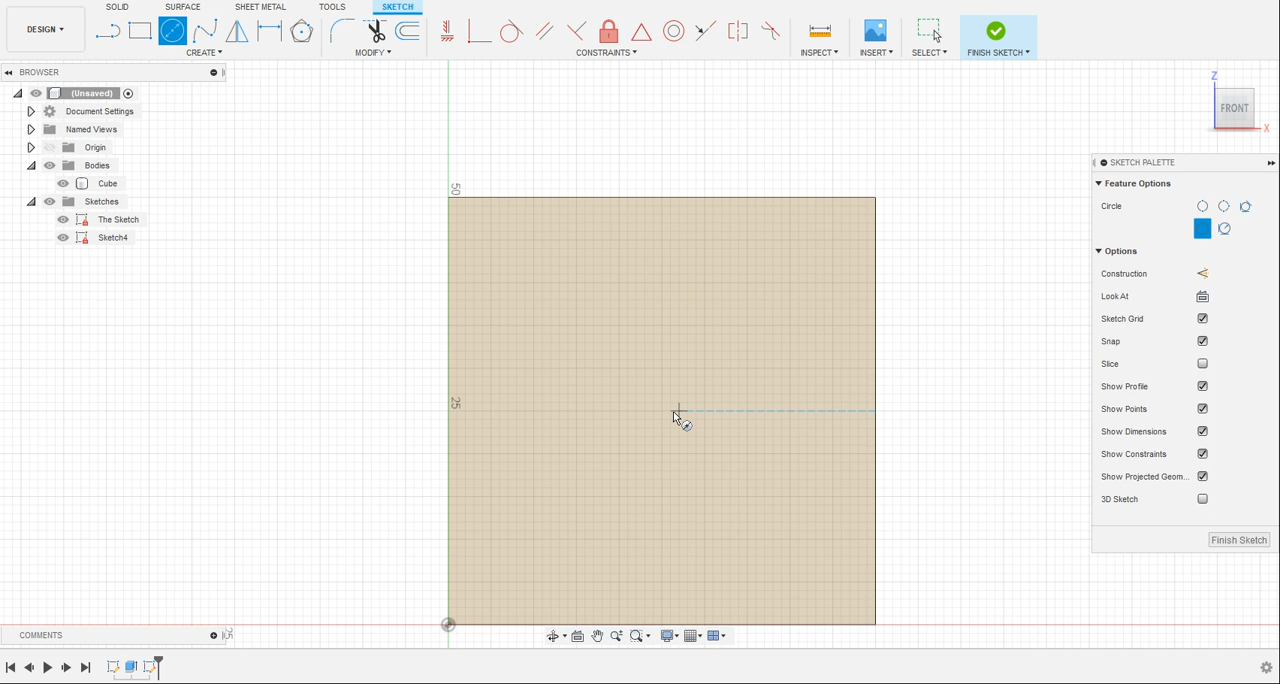 SOLID SURFACE SHEET METAL TOOLS SKETCH
DESIGN
CREATE MODIFY CONSTRAINTS INSPECT INSERT SELECT FINISH SKETCH
BROWSER
(Unsaved)
Document Settings
Named Views
Origin
Bodies
Cube
Sketches
The Sketch
Sketch4
50
25
Z
FRONT
X
SKETCH PALETTE
Feature Options
Circle
Options
Construction
Look At
Sketch Grid
Snap
Slice
Show Profile
Show Points
Show Dimensions
Show Constraints
Show Projected Geom...
3D Sketch
Finish Sketch
COMMENTS
25